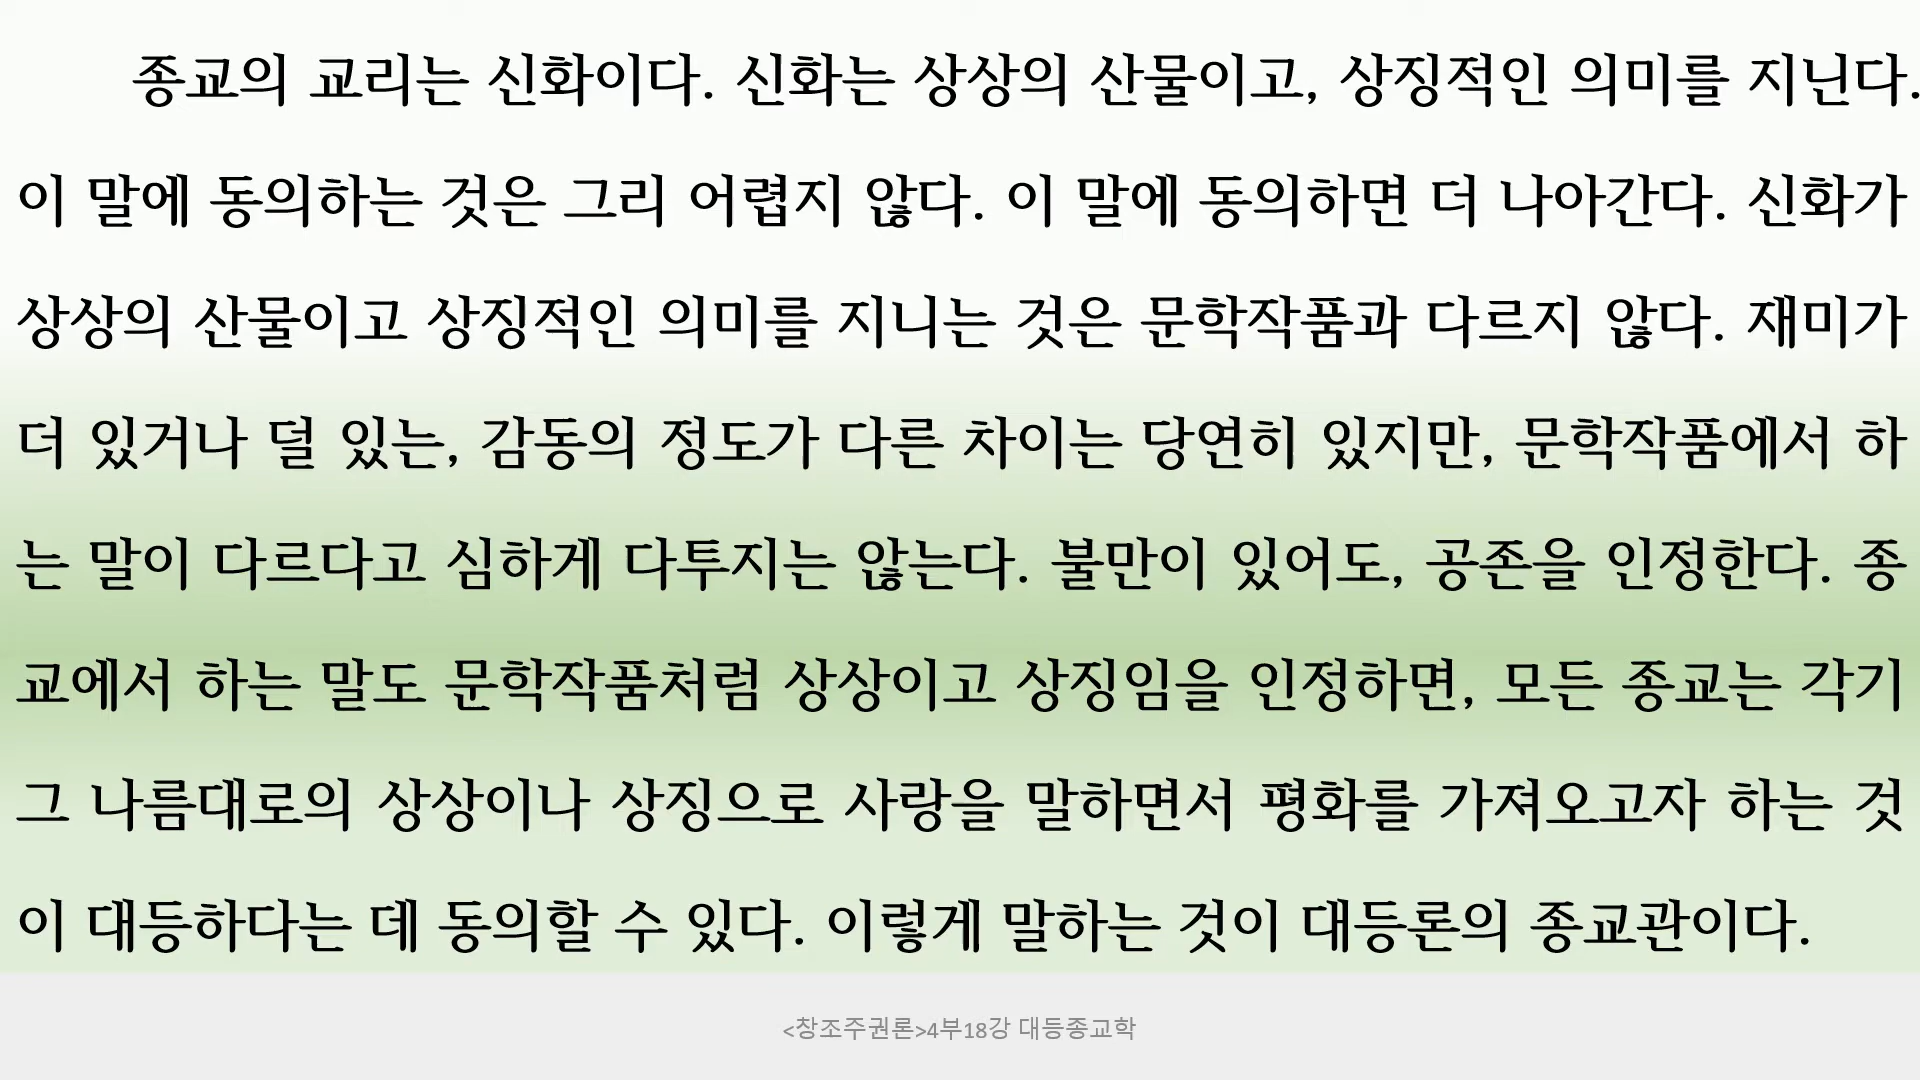 종교의 교리는 신화이다. 신화는 상상의 산물이고, 상징적인 의미를 지닌다.
이 말에 동의하는 것은 그리 어렵지 않다. 이 말에 동의하면 더 나아간다. 신화가
상상의 산물이고 상징적인 의미를 지니는 것은 문학작품과 다르지 않다. 재미가
더 있거나 덜 있는, 감동의 정도가 다른 차이는 당연히 있지만, 문학작품에서 하
는 말이 다르다고 심하게 다투지는 않는다. 불만이 있어도, 공존을 인정한다. 종
교에서 하는 말도 문학작품처럼 상상이고 상징임을 인정하면, 모든 종교는 각기
그 나름대로의 상상이나 상징으로 사랑을 말하면서 평화를 가져오고자 하는 것
이 대등하다는 데 동의할 수 있다. 이렇게 말하는 것이 대등론의 종교관이다.
<창조주권론>4부18강 대등종교학